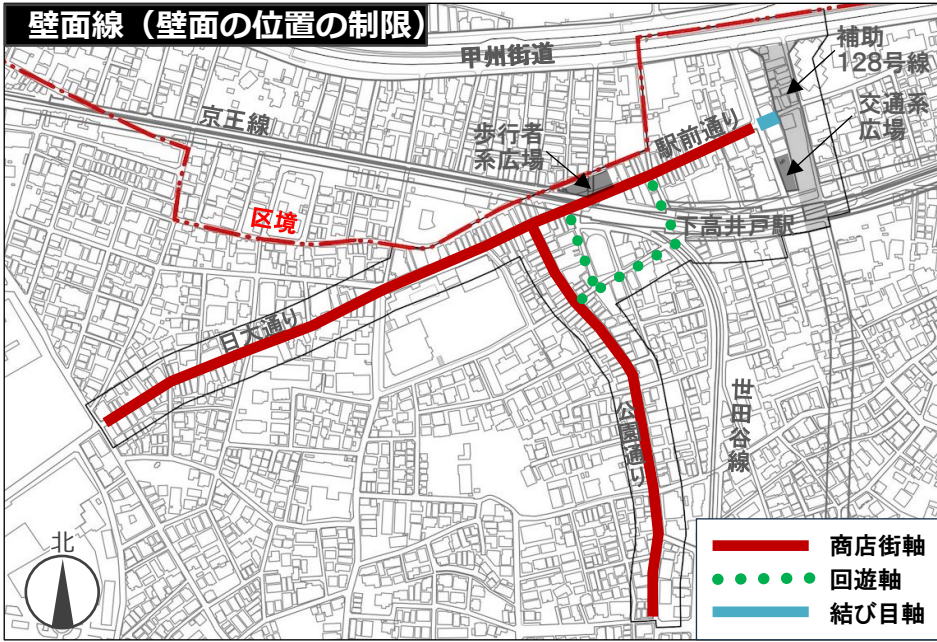 壁面線（壁面の位置の制限）
甲州街道
補助
128号線
京王線
交通系
広場
歩行者
系広場
駅前通り
区境
下高井戸駅
日大通り
世田谷線
公園通り
北
商店街軸
回遊軸
結び目軸